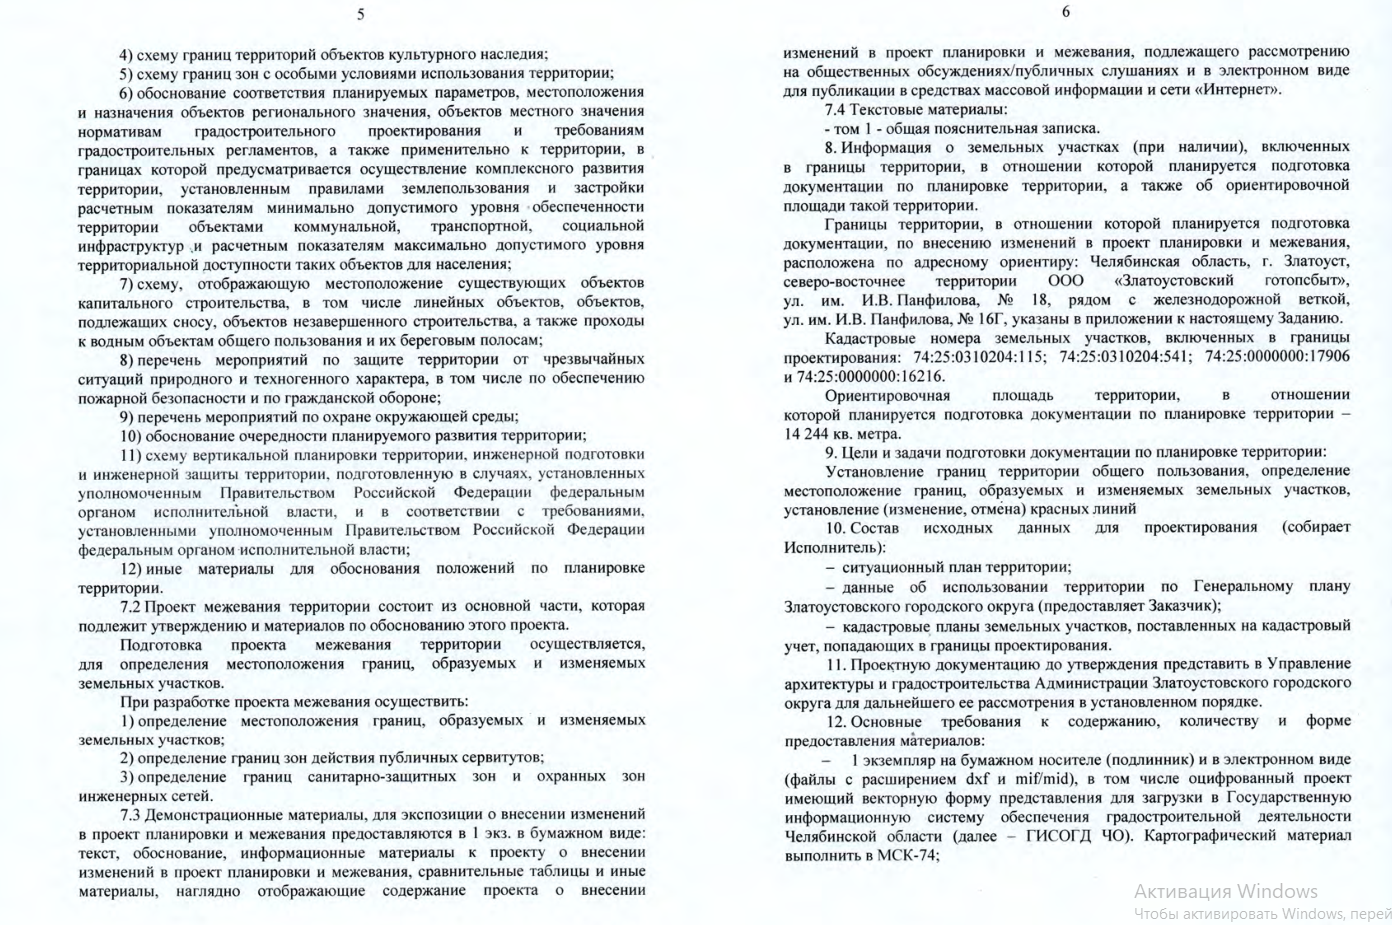 5
4) схему границ территорий объектов культурного наследия;
5) схему границ зон с особыми условиями использования территории;
6) обоснование соответствия планируемых параметров, местоположения
и назначения объектов регионального значения, объектов местного значения
нормативам градостроительного проектирования и требованиям
градостроительных регламентов, а также применительно к территории, в
границах которой предусматривается осуществление комплексного развития
территории, установленным правилами землепользования и застройки
расчетным показателям минимально допустимого уровня обеспеченности
территории объектами коммунальной, транспортной, социальной
инфраструктур и расчетным показателям максимально допустимого уровня
территориальной доступности таких объектов для населения;
7) схему, отображающую местоположение существующих объектов
капитального строительства, в том числе линейных объектов, объектов,
подлежащих сносу, объектов незавершенного строительства, а также проходы
к водным объектам общего пользования и их береговым полосам;
8) перечень мероприятий по защите территории от чрезвычайных
ситуаций природного и техногенного характера, в том числе по обеспечению
пожарной безопасности и по гражданской обороне;
9) перечень мероприятий по охране окружающей среды;
10) обоснование очередности планируемого развития территории;
11) схему вертикальной планировки территории, инженерной подготовки
и инженерной защиты территории, подготовленную в случаях, установленных
уполномоченным Правительством Российской Федерации федеральным
органом исполнительной власти, и в соответствии с требованиями,
установленными уполномоченным Правительством Российской Федерации
федеральным органом исполнительной власти;
12) иные материалы для обоснования положений по планировке
территории.
7.2 Проект межевания территории состоит из основной части, которая
подлежит утверждению и материалов по обоснованию этого проекта.
Подготовка проекта межевания территории осуществляется,
для определения местоположения границ, образуемых и изменяемых
земельных участков.
При разработке проекта межевания осуществить:
1) определение местоположения границ, образуемых и изменяемых
земельных участков;
2) определение границ зон действия публичных сервитутов;
3) определение границ санитарно-защитных зон и охранных зон
инженерных сетей.
7.3 Демонстрационные материалы, для экспозиции о внесении изменений
в проект планировки и межевания предоставляются в 1 экз. в бумажном виде:
текст, обоснование, информационные материалы к проекту о внесении
изменений в проект планировки и межевания, сравнительные таблицы и иные
материалы, наглядно отображающие содержание проекта о внесении
6
изменений в проект планировки и межевания, подлежащего рассмотрению
на общественных обсуждениях/публичных слушаниях и в электронном виде
для публикации в средствах массовой информации и сети «Интернет».
7.4 Текстовые материалы:
- том 1 - общая пояснительная записка.
8. Информация о земельных участках (при наличии), включенных
в границы территории, в отношении которой планируется подготовка
документации по планировке территории, а также об ориентировочной
площади такой территории.
Границы территории, в отношении которой планируется подготовка
документации, по внесению изменений в проект планировки и межевания,
расположена по адресному ориентиру: Челябинская область, г. Златоуст,
северо-восточнее территории ООО «Златоустовский готопсбыт»,
ул. им. И.В. Панфилова, № 18, рядом с железнодорожной веткой,
ул. им. И.В. Панфилова, № 16Г, указаны в приложении к настоящему Заданию.
Кадастровые номера земельных участков, включенных в границы
проектирования: 74:25:0310204:115; 74:25:0310204:541; 74:25:0000000:17906
и 74:25:0000000:16216.
Ориентировочная площадь территории, в отношении
которой планируется подготовка документации по планировке территории –
14 244 кв. метра.
9. Цели и задачи подготовки документации по планировке территории:
Установление границ территории общего пользования, определение
местоположение границ, образуемых и изменяемых земельных участков,
установление (изменение, отмена) красных линий
10. Состав исходных данных для проектирования (собирает
Исполнитель):
– ситуационный план территории;
– данные об использовании территории по Генеральному плану
Златоустовского городского округа (предоставляет Заказчик);
– кадастровые планы земельных участков, поставленных на кадастровый
учет, попадающих в границы проектирования.
11. Проектную документацию до утверждения представить в Управление
архитектуры и градостроительства Администрации Златоустовского городского
округа для дальнейшего ее рассмотрения в установленном порядке.
12. Основные требования к содержанию, количеству и форме
предоставления материалов:
– 1 экземпляр на бумажном носителе (подлинник) и в электронном виде
(файлы с расширением dxf и mif/mid), в том числе оцифрованный проект
имеющий векторную форму представления для загрузки в Государственную
информационную систему обеспечения градостроительной деятельности
Челябинской области (далее – ГИСОГД ЧО). Картографический материал
выполнить в МСК-74;
Активация Windows
Чтобы активировать Windows, перей